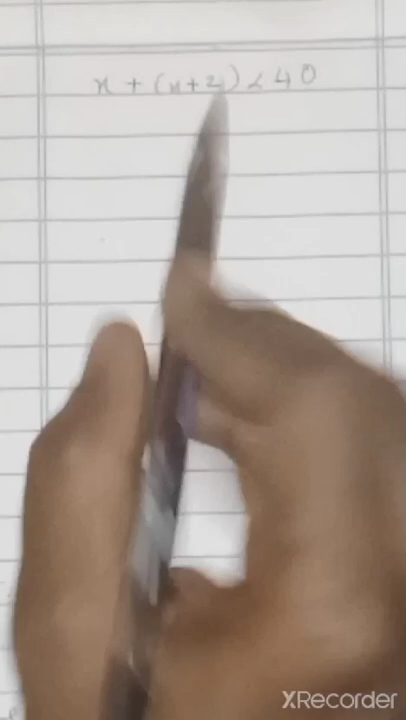 x + (x+2) < 40
XRecorder